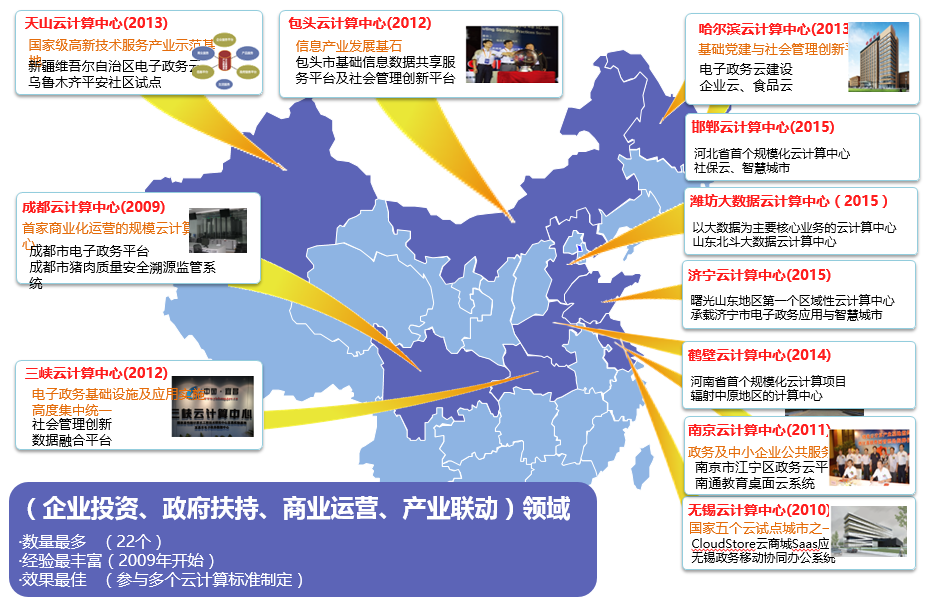 天山云计算中心(2013)
国家级高新技术服务产业示范基
地
新疆维吾尔自治区电子政务云
乌鲁木齐平安社区试点
包头云计算中心(2012)
信息产业发展基石
包头市基础信息数据共享服
务平台及社会管理创新平台
哈尔滨云计算中心(2013
基础党建与社会管理创新平
电子政务云建设
企业云、食品云
邯郸云计算中心(2015)
河北省首个规模化云计算中心
社保云、智慧城市
成都云计算中心(2009)
首家商业化运营的规模云计算
心
成都市电子政务平台
成都市猪肉质量安全溯源监管系
统
潍坊大数据云计算中心（2015）
以大数据为主要核心业务的云计算中心
山东北斗大数据云计算中心
济宁云计算中心(2015)
曙光山东地区第一个区域性云计算中心
承载济宁市电子政务应用与智慧城市
三峡云计算中心(2012)
电子政务基础设施及应用实施
高度集中统一
社会管理创新
数据融合平台
中国·宜昌
三峡云计算中心
鹤壁云计算中心(2014)
河南省首个规模化云计算项目
辐射中原地区的计算中心
南京云计算中心(2011)
政务及中小企业公共服务
南京市江宁区政务云平
南通教育桌面云系统
无锡云计算中心(2010)
国家五个云试点城市之一
CloudStore云商城Saas应
无锡政务移动协同办公系统
（企业投资、政府扶持、商业运营、产业联动）领域
·数量最多 （22个）
·经验最丰富（2009年开始）
·效果最佳 （参与多个云计算标准制定）